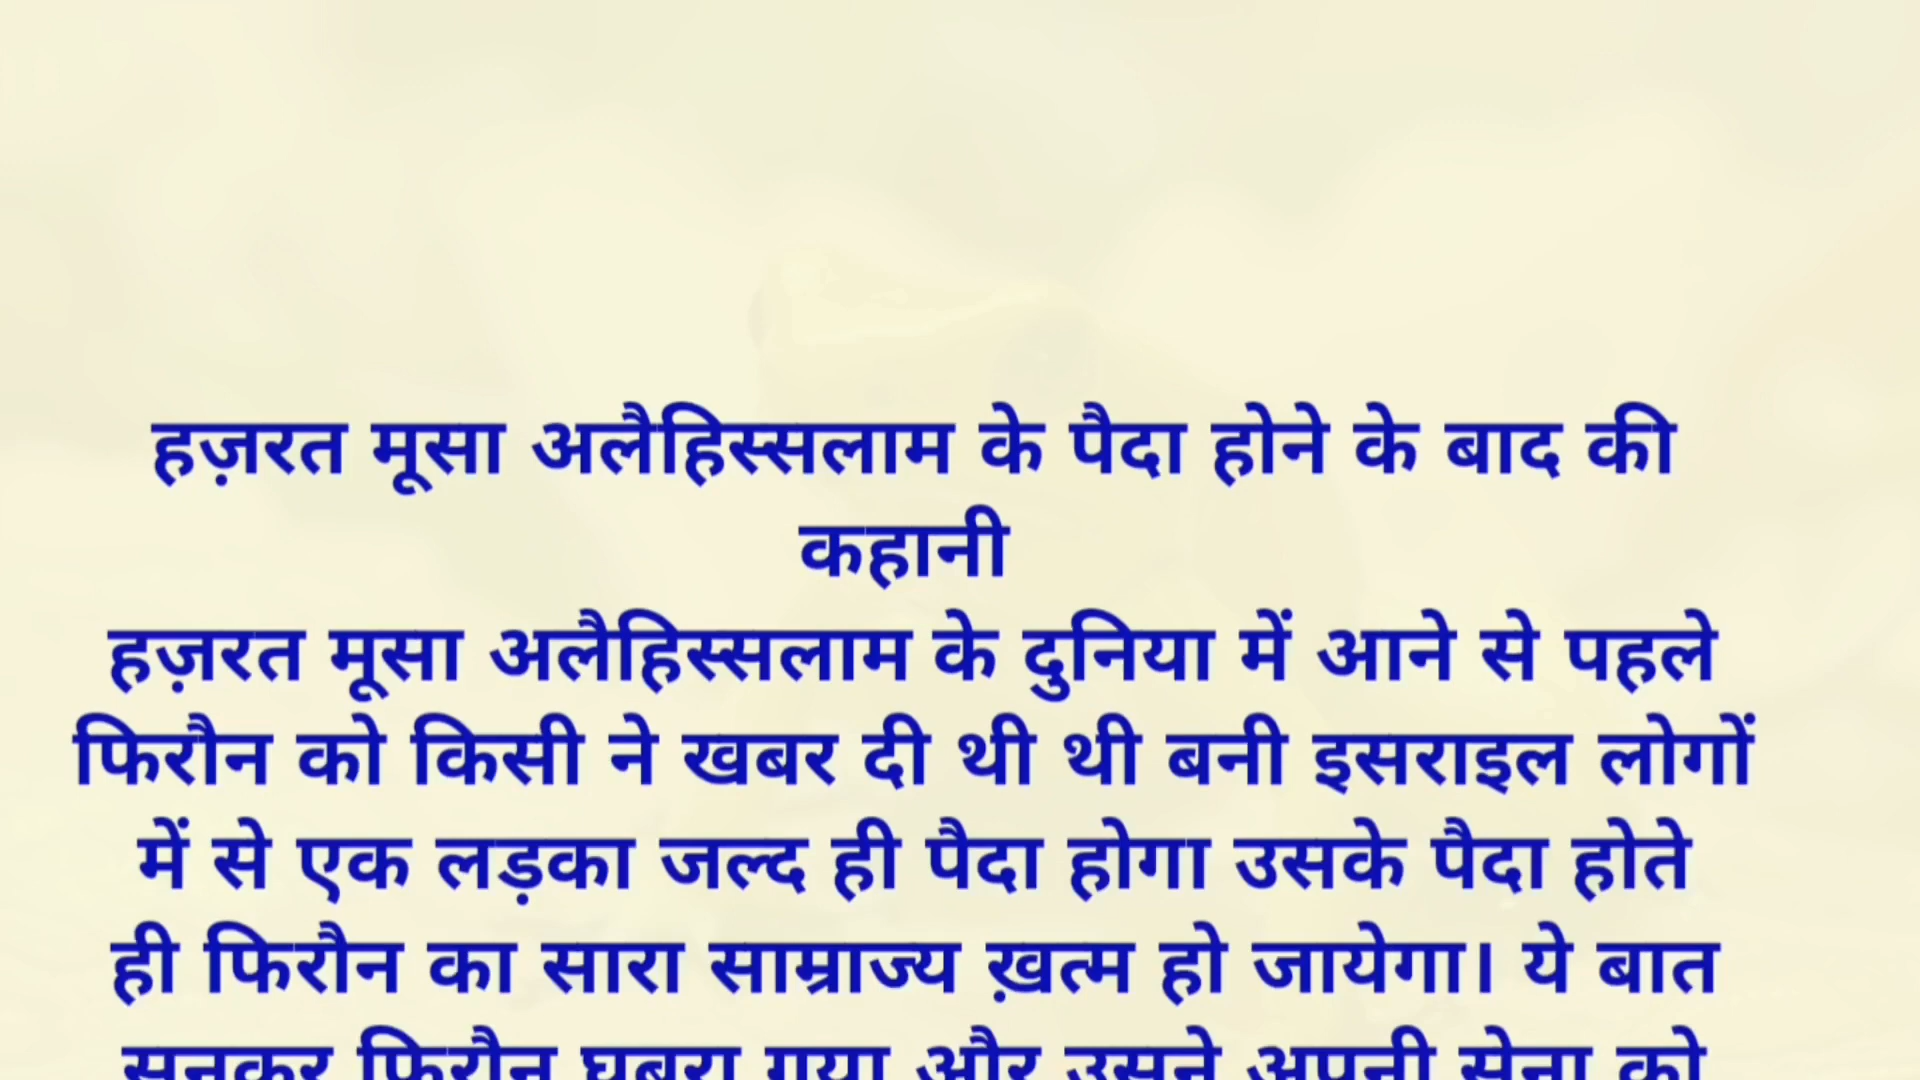 हज़रत मूसा अलैहिस्सलाम के पैदा होने के बाद की
कहानी
हज़रत मूसा अलैहिस्सलाम के दुनिया में आने से पहले
फिरौन को किसी ने खबर दी थी थी बनी इसराइल लोगों
में से एक लड़का जल्द ही पैदा होगा उसके पैदा होते
ही फिरौन का सारा साम्राज्य ख़त्म हो जायेगा। ये बात
सुनकर फिरौन घबरा गया और उसने अपनी सेना को